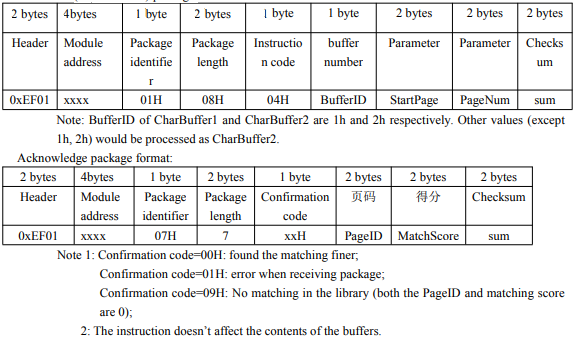 2 bytes 4bytes 1 byte 2 bytes 1 byte 1 byte 2 bytes 2 bytes 2 bytes
Header Module Package Package Instructio buffer Parameter Parameter Checks
address identifie length n code number um
r
0xEF01 xxxx 01H 08H 04H BufferID StartPage PageNum sum
Note: BufferID of CharBuffer1 and CharBuffer2 are 1h and 2h respectively. Other values (except
1h, 2h) would be processed as CharBuffer2.
Acknowledge package format:
2 bytes 4bytes 1 byte 2 bytes 1 byte 2 bytes 2 bytes 2 bytes
Header Module Package Package Confirmation 页码 得分 Checksum
address identifier length code
0xEF01 xxxx 07H 7 xxH PageID MatchScore sum
Note 1: Confirmation code=00H: found the matching finer;
Confirmation code=01H: error when receiving package;
Confirmation code=09H: No matching in the library (both the PageID and matching score
are 0);
2: The instruction doesn't affect the contents of the buffers.